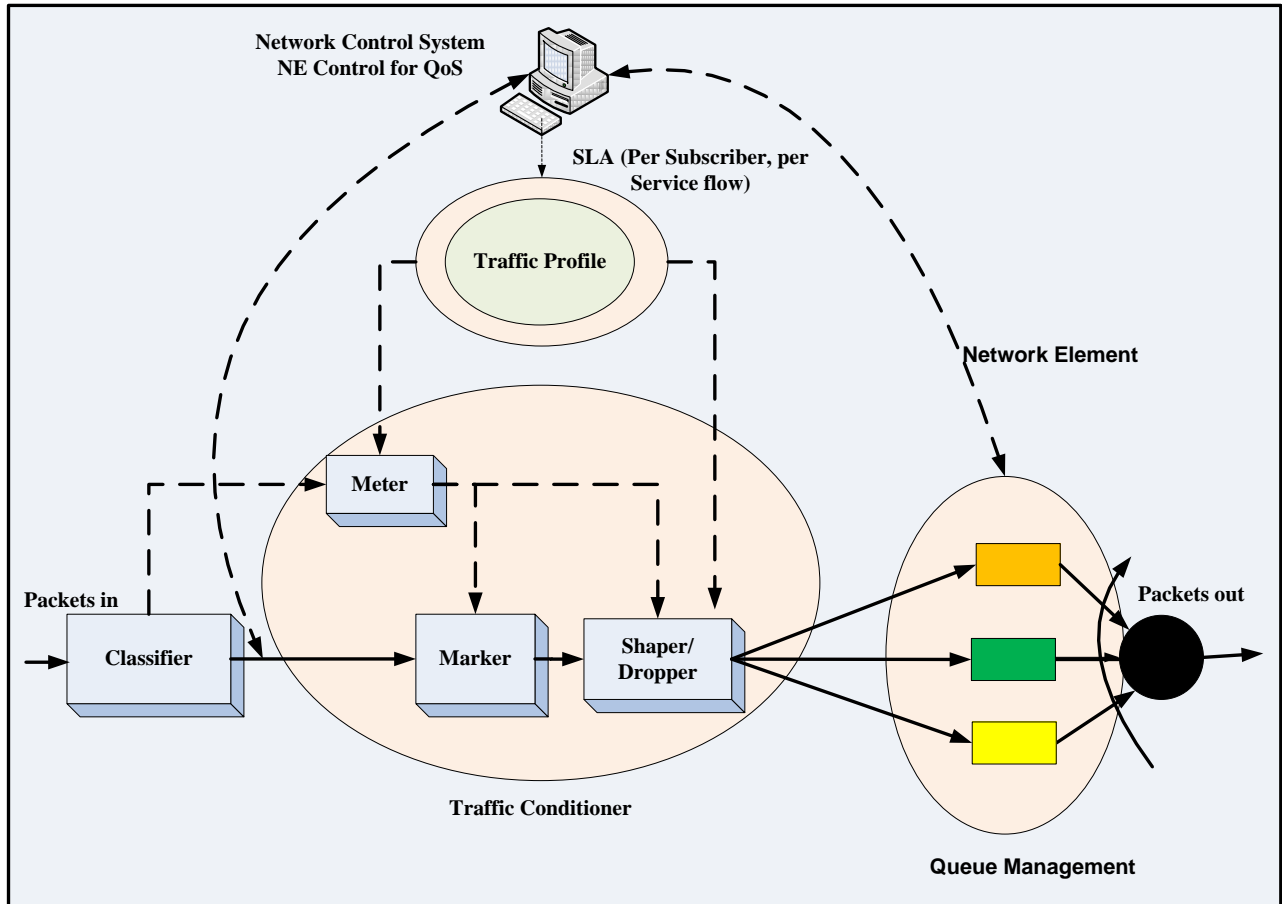 Network Control System
NE Control for QoS
SLA (Per Subscriber, per
Service flow)
Traffic Profile
Network Element
Meter
Packets in
Packets out
Classifier
Marker
Shaper/
Dropper
Traffic Conditioner
Queue Management